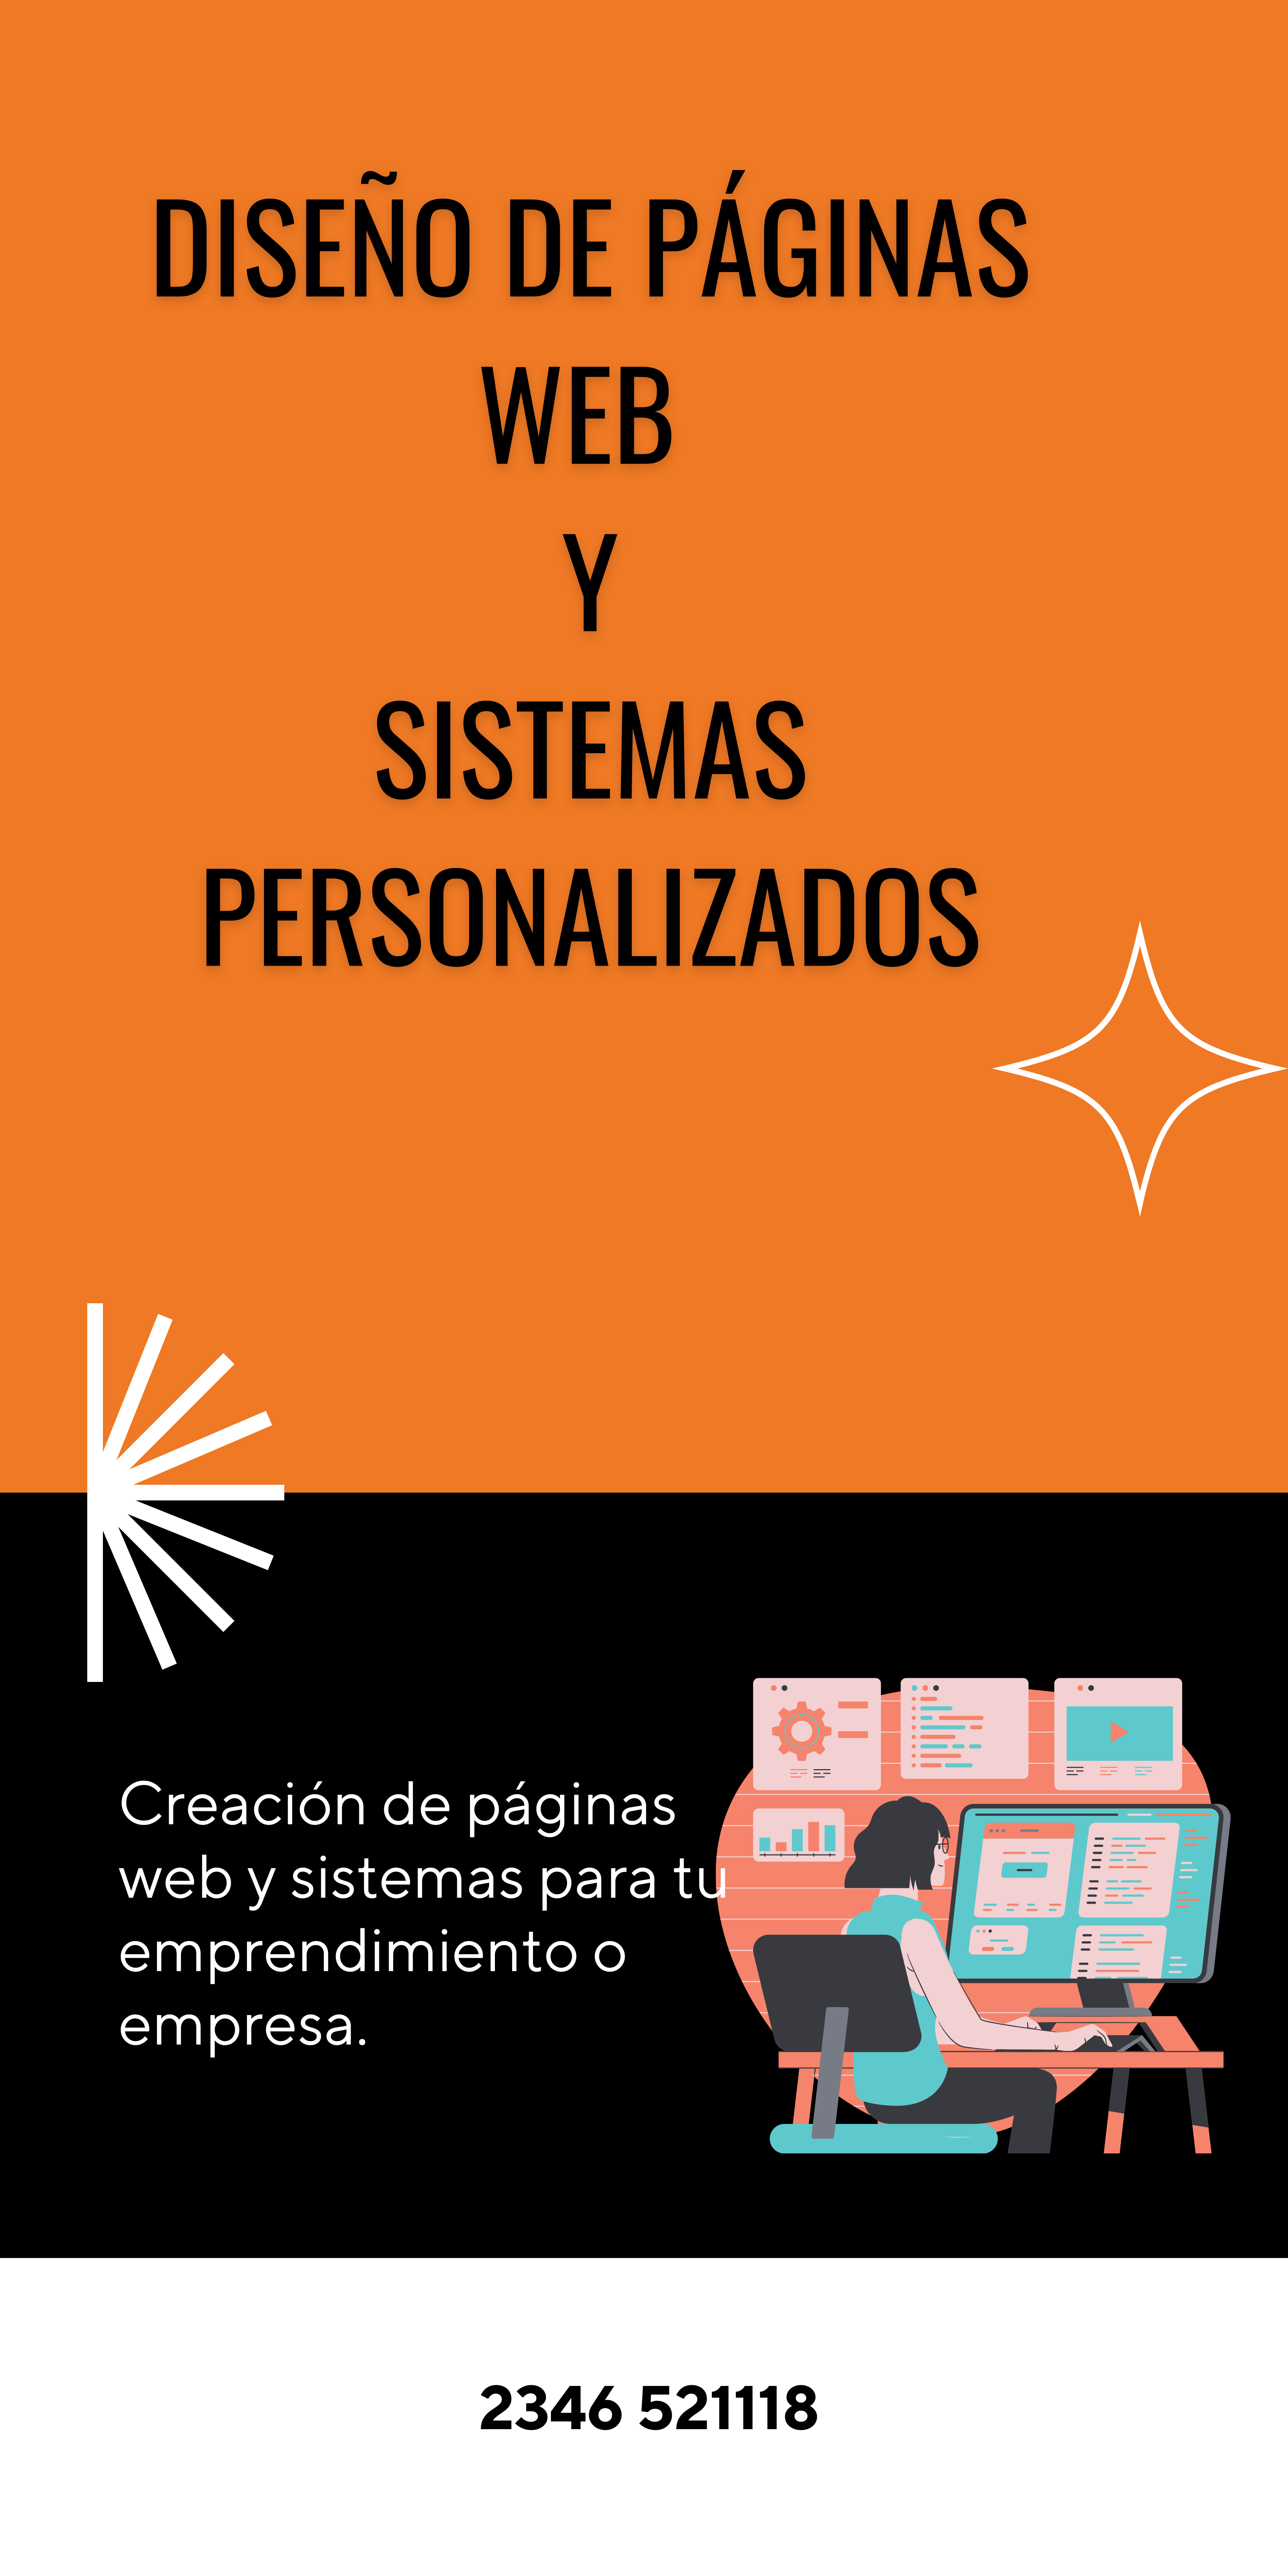 DISEÑO DE PÁGINAS
WEB
Y
SISTEMAS
PERSONALIZADOS
Creación de páginas
web y sistemas para tu
emprendimiento o
empresa.
2346 521118